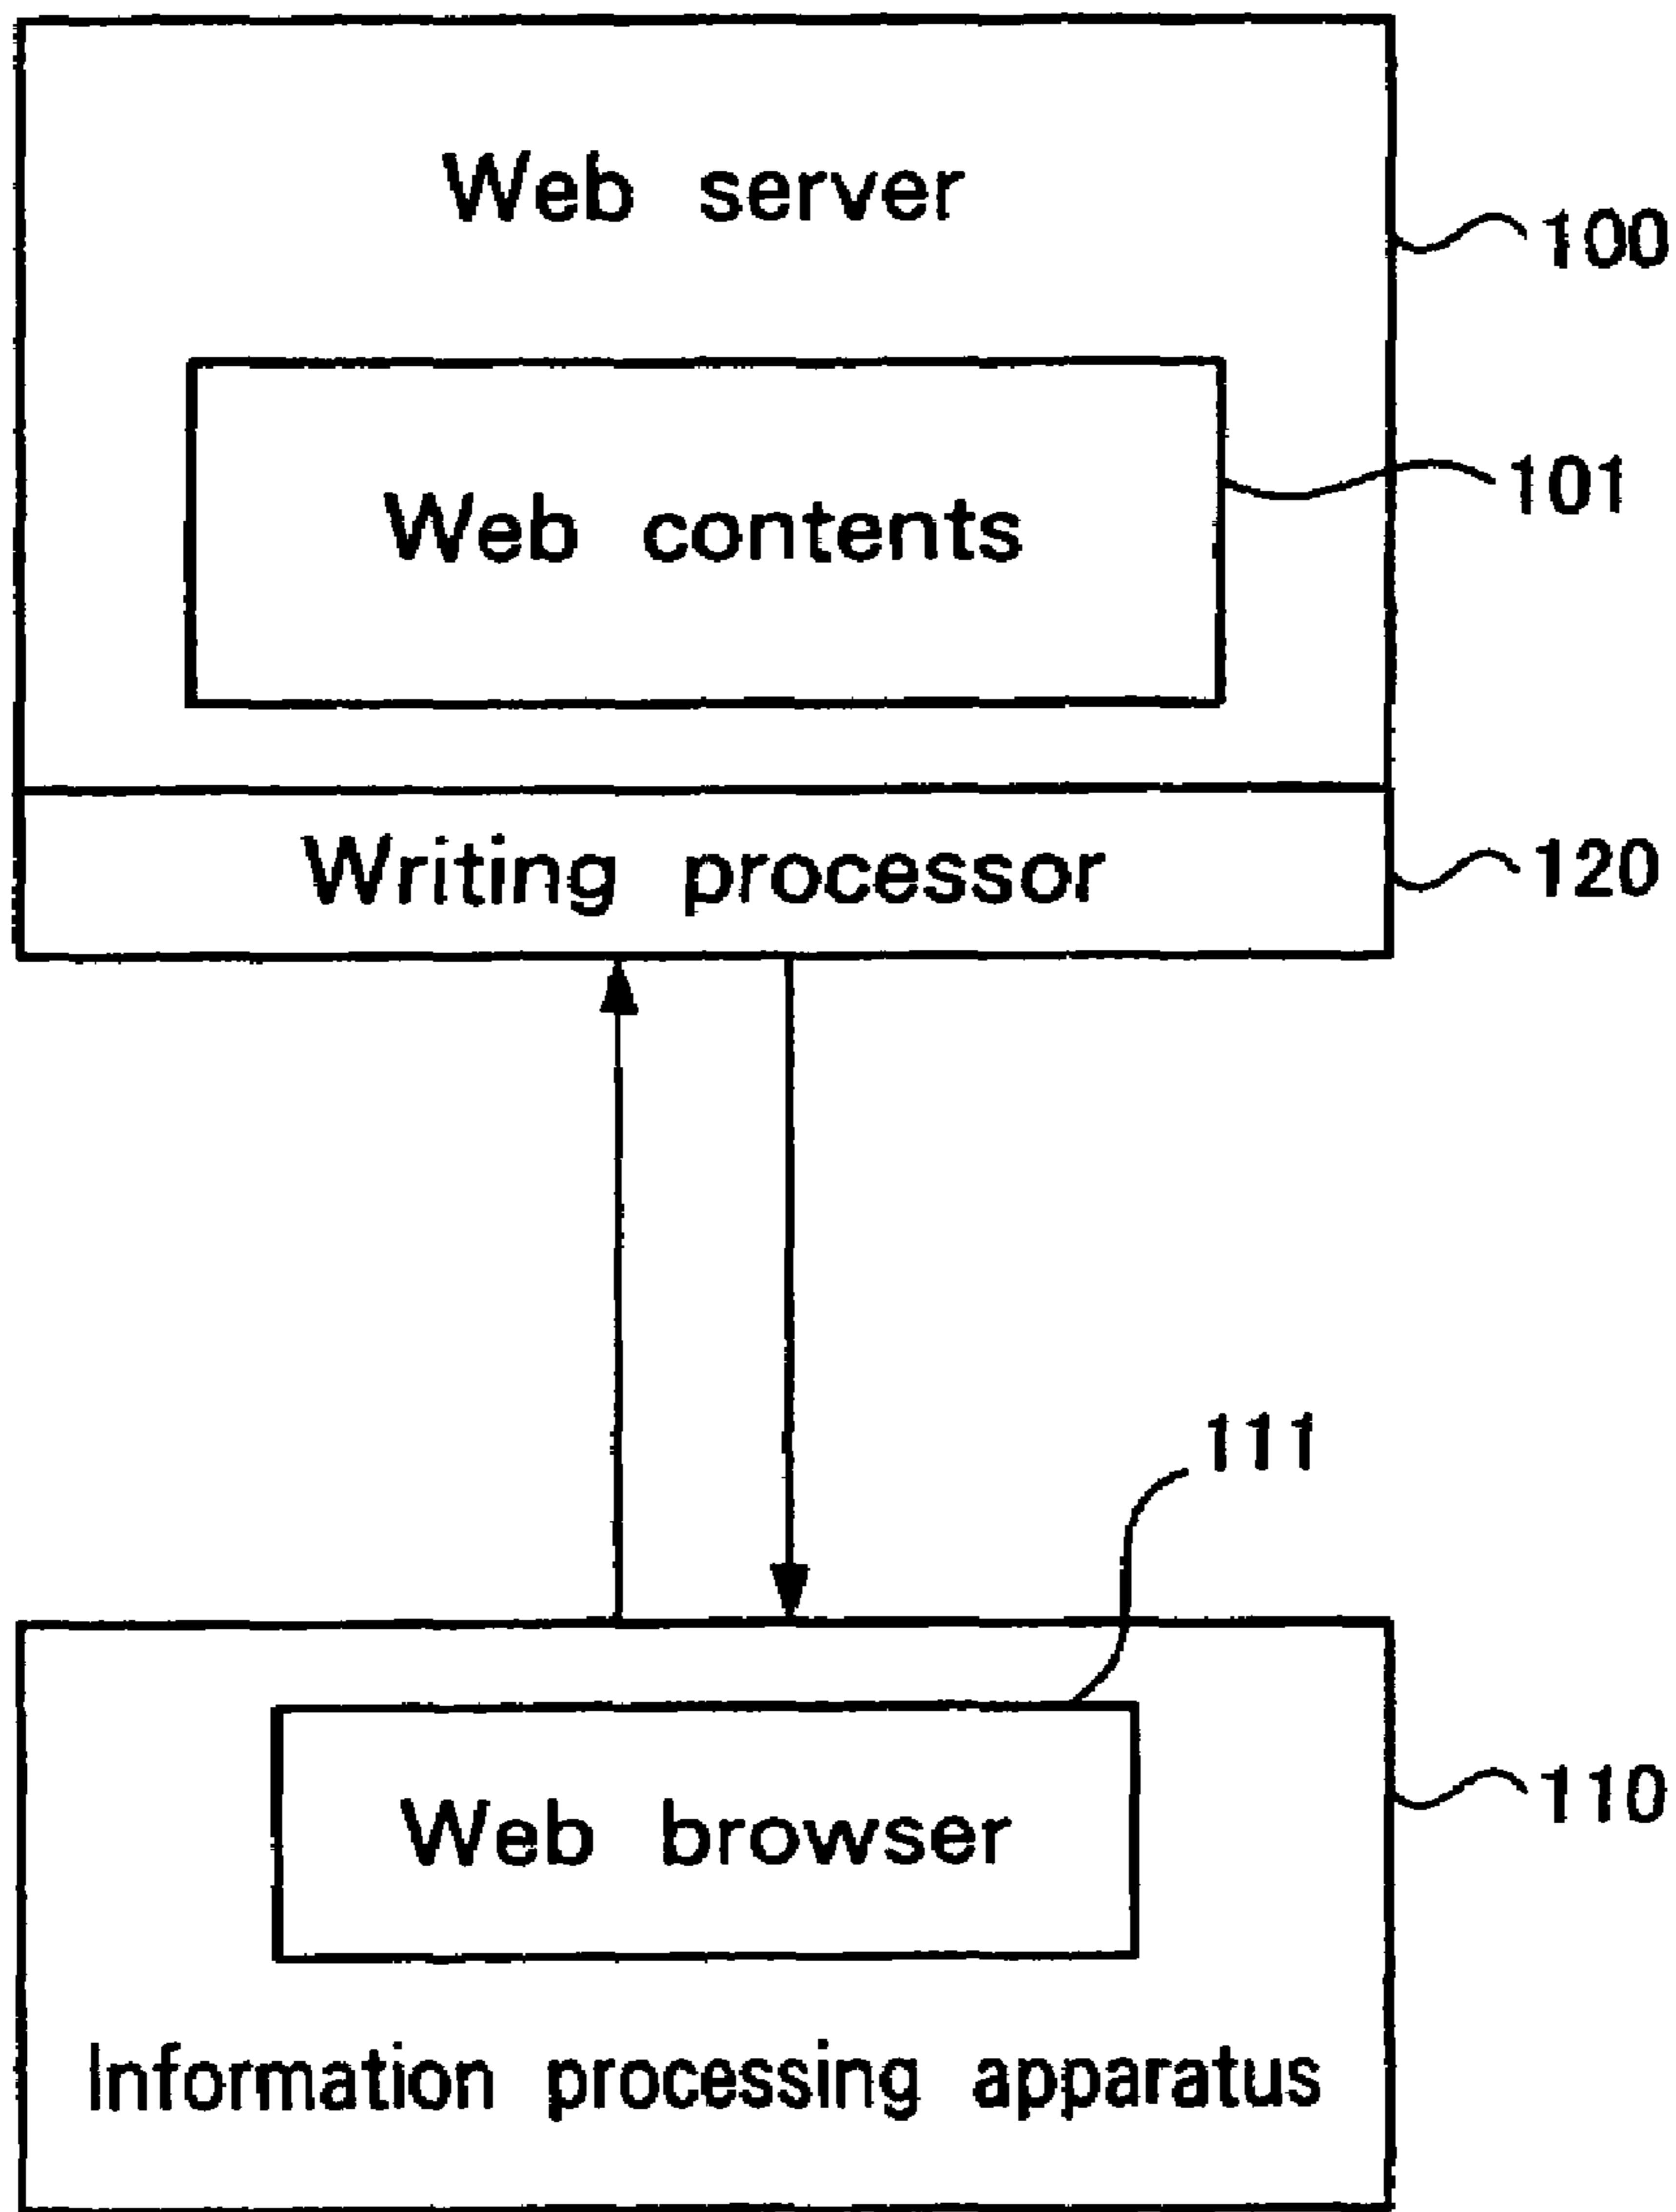 Web server
100
Web contents
101
Writing processor
120
111
Web browser
110
Information processing apparatus